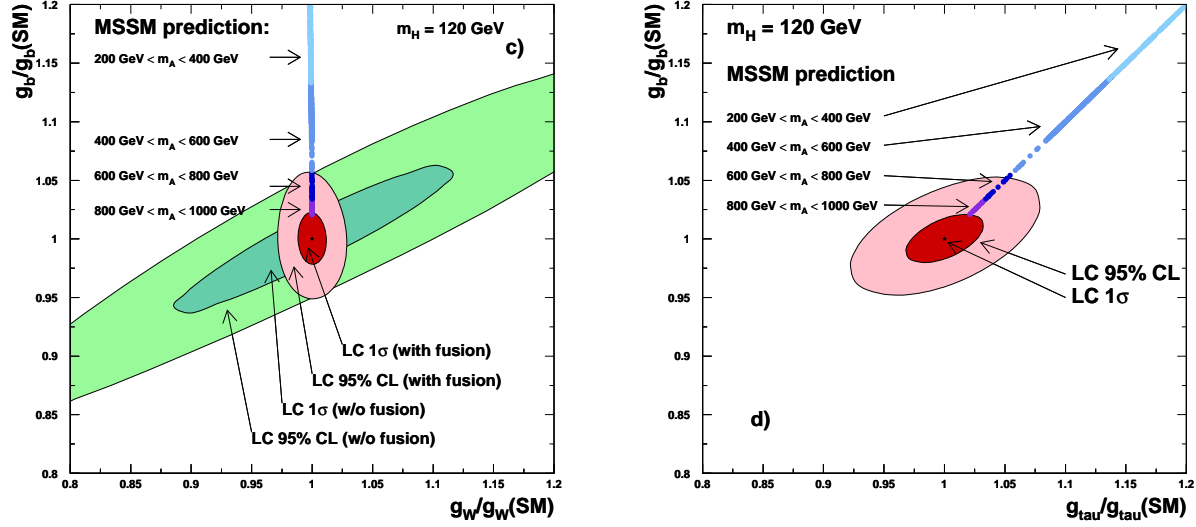 MSSM prediction:
m_H = 120 GeV
c)
200 GeV < m_A < 400 GeV
400 GeV < m_A < 600 GeV
600 GeV < m_A < 800 GeV
800 GeV < m_A < 1000 GeV
LC 1σ (with fusion)
LC 95% CL (with fusion)
LC 1σ (w/o fusion)
LC 95% CL (w/o fusion)
g_b/g_b(SM)
1.2
1.15
1.1
1.05
1
0.95
0.9
0.85
0.8
0.8 0.85 0.9 0.95 1 1.05 1.1 1.15 1.2
g_W/g_W(SM)
m_H = 120 GeV
MSSM prediction
200 GeV < m_A < 400 GeV
400 GeV < m_A < 600 GeV
600 GeV < m_A < 800 GeV
800 GeV < m_A < 1000 GeV
LC 95% CL
LC 1σ
d)
g_b/g_b(SM)
1.2
1.15
1.1
1.05
1
0.95
0.9
0.85
0.8
0.8 0.85 0.9 0.95 1 1.05 1.1 1.15 1.2
g_tau/g_tau(SM)